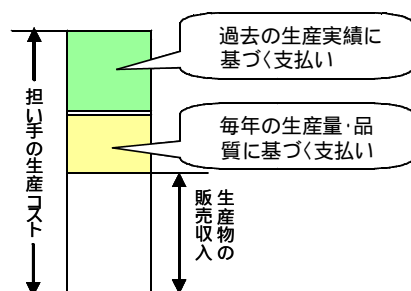 過去の生産実績に
基づく支払い
毎年の生産量･品
質に基づく支払い
担い手の生産コスト
生産物の
販売収入